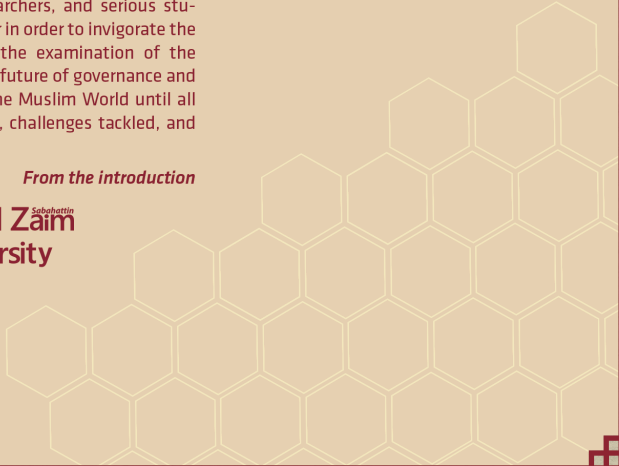 archers, and serious stu-
r in order to invigorate the
the examination of the
future of governance and
ne Muslim World until all
, challenges tackled, and
From the introduction
Sabahattin
Zaim
rsity